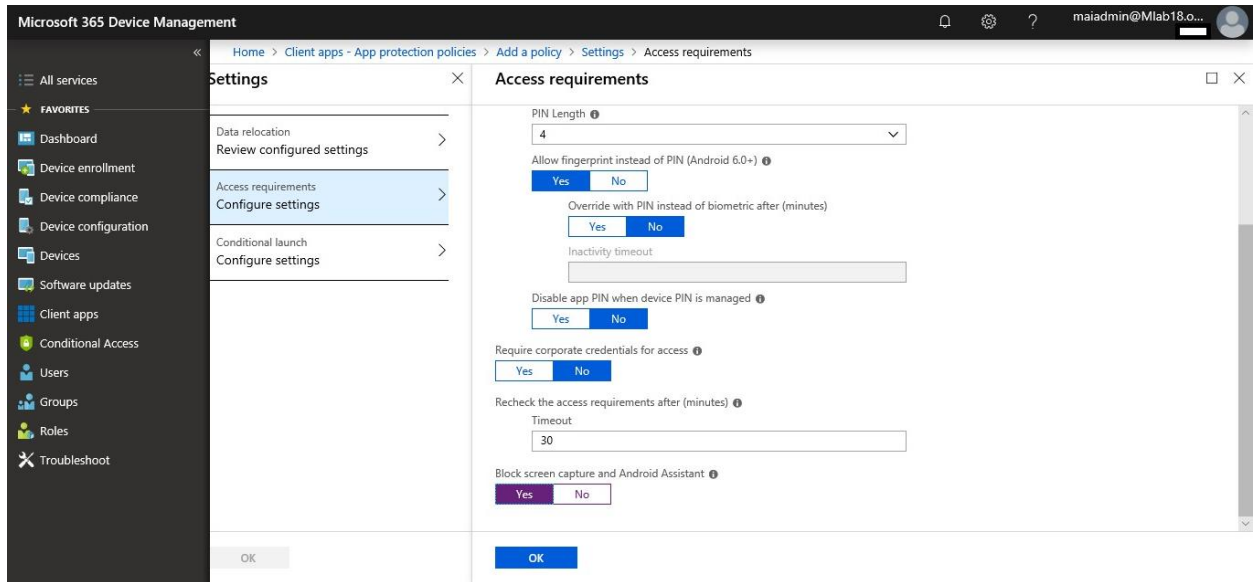 Microsoft 365 Device Management
maiadmin@Mlab18.o...
Home > Client apps - App protection policies > Add a policy > Settings > Access requirements
All services
FAVORITES
Dashboard
Device enrollment
Device compliance
Device configuration
Devices
Software updates
Client apps
Conditional Access
Users
Groups
Roles
Troubleshoot
Settings
Data relocation
Review configured settings
Access requirements
Configure settings
Conditional launch
Configure settings
OK
Access requirements
PIN Length
4
Allow fingerprint instead of PIN (Android 6.0+)
Yes No
Override with PIN instead of biometric after (minutes)
Yes No
Inactivity timeout
Disable app PIN when device PIN is managed
Yes No
Require corporate credentials for access
Yes No
Recheck the access requirements after (minutes)
Timeout
30
Block screen capture and Android Assistant
Yes No
OK